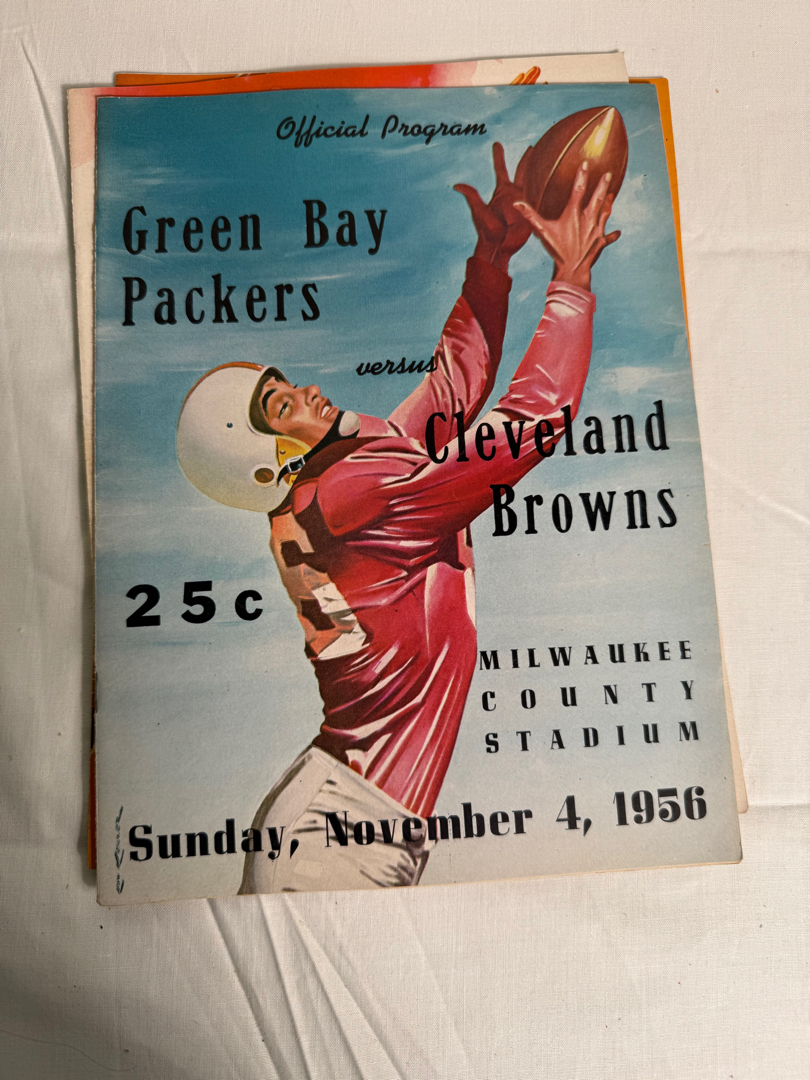 Official Program
Green Bay
Packers
versus
Cleveland
Browns
25c
MILWAUKEE
COUNTY
STADIUM
Sunday, November 4, 1956